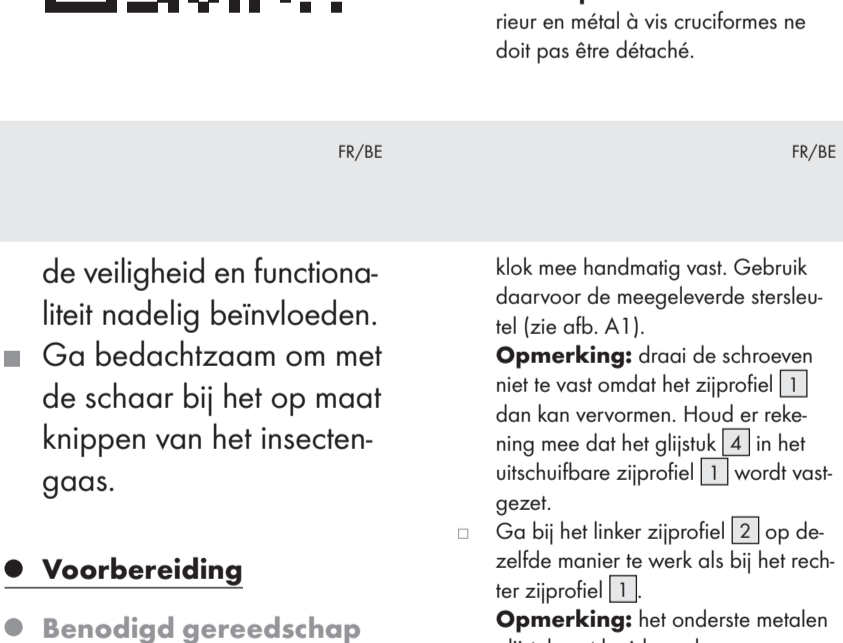 rieur en métal à vis cruciformes ne
doit pas être détaché.
FR/BE
FR/BE
de veiligheid en functiona-
liteit nadelig beïnvloeden.
■ Ga bedachtzaam om met
de schaar bij het op maat
knippen van het insecten-
gaas.
● Voorbereiding
● Benodigd gereedschap
klok mee handmatig vast. Gebruik
daarvoor de meegeleverde stersleu-
tel (zie afb. A1).
Opmerking: draai de schroeven
niet te vast omdat het zijprofiel 1
dan kan vervormen. Houd er reke-
ning mee dat het glijstuk 4 in het
uitschuifbare zijprofiel 1 wordt vast-
gezet.
□ Ga bij het linker zijprofiel 2 op de-
zelfde manier te werk als bij het rech-
ter zijprofiel 1.
Opmerking: het onderste metalen